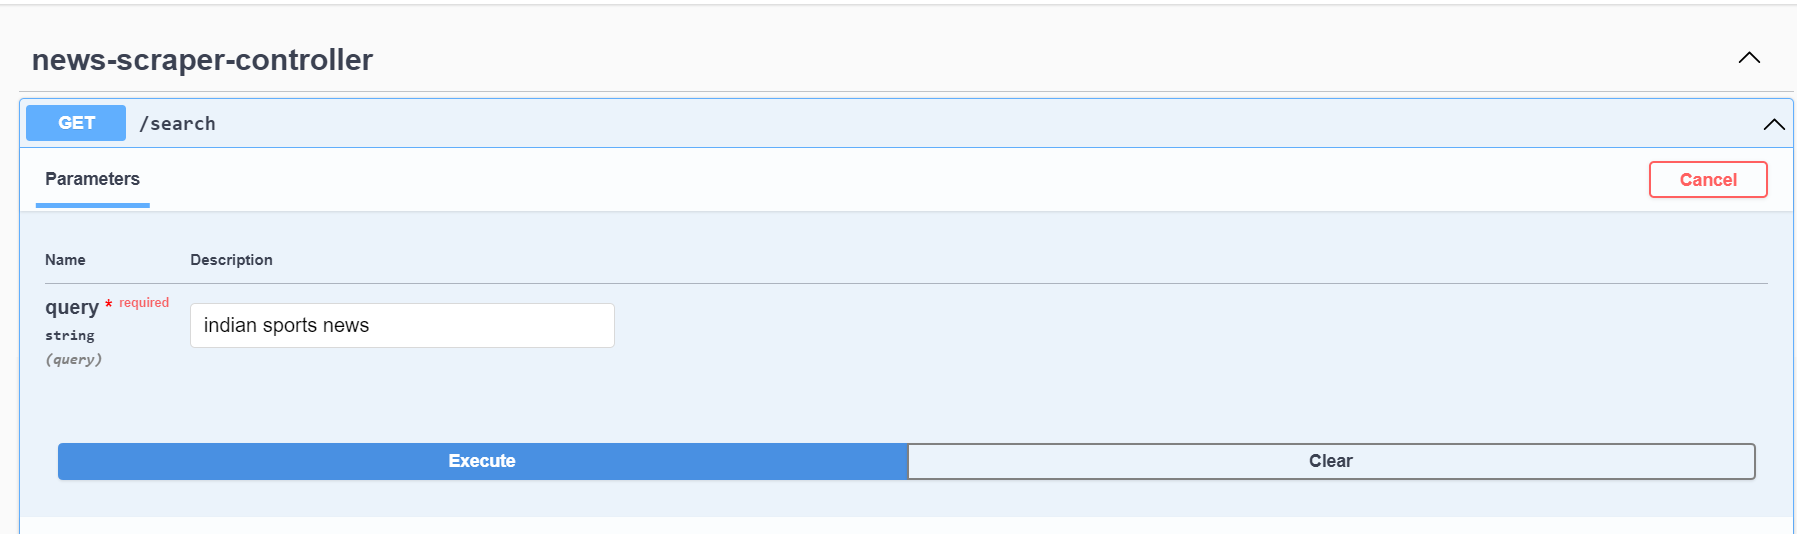 news-scraper-controller
GET /search
Parameters
Cancel
Name Description
query * required
string
(query)
indian sports news
Execute Clear